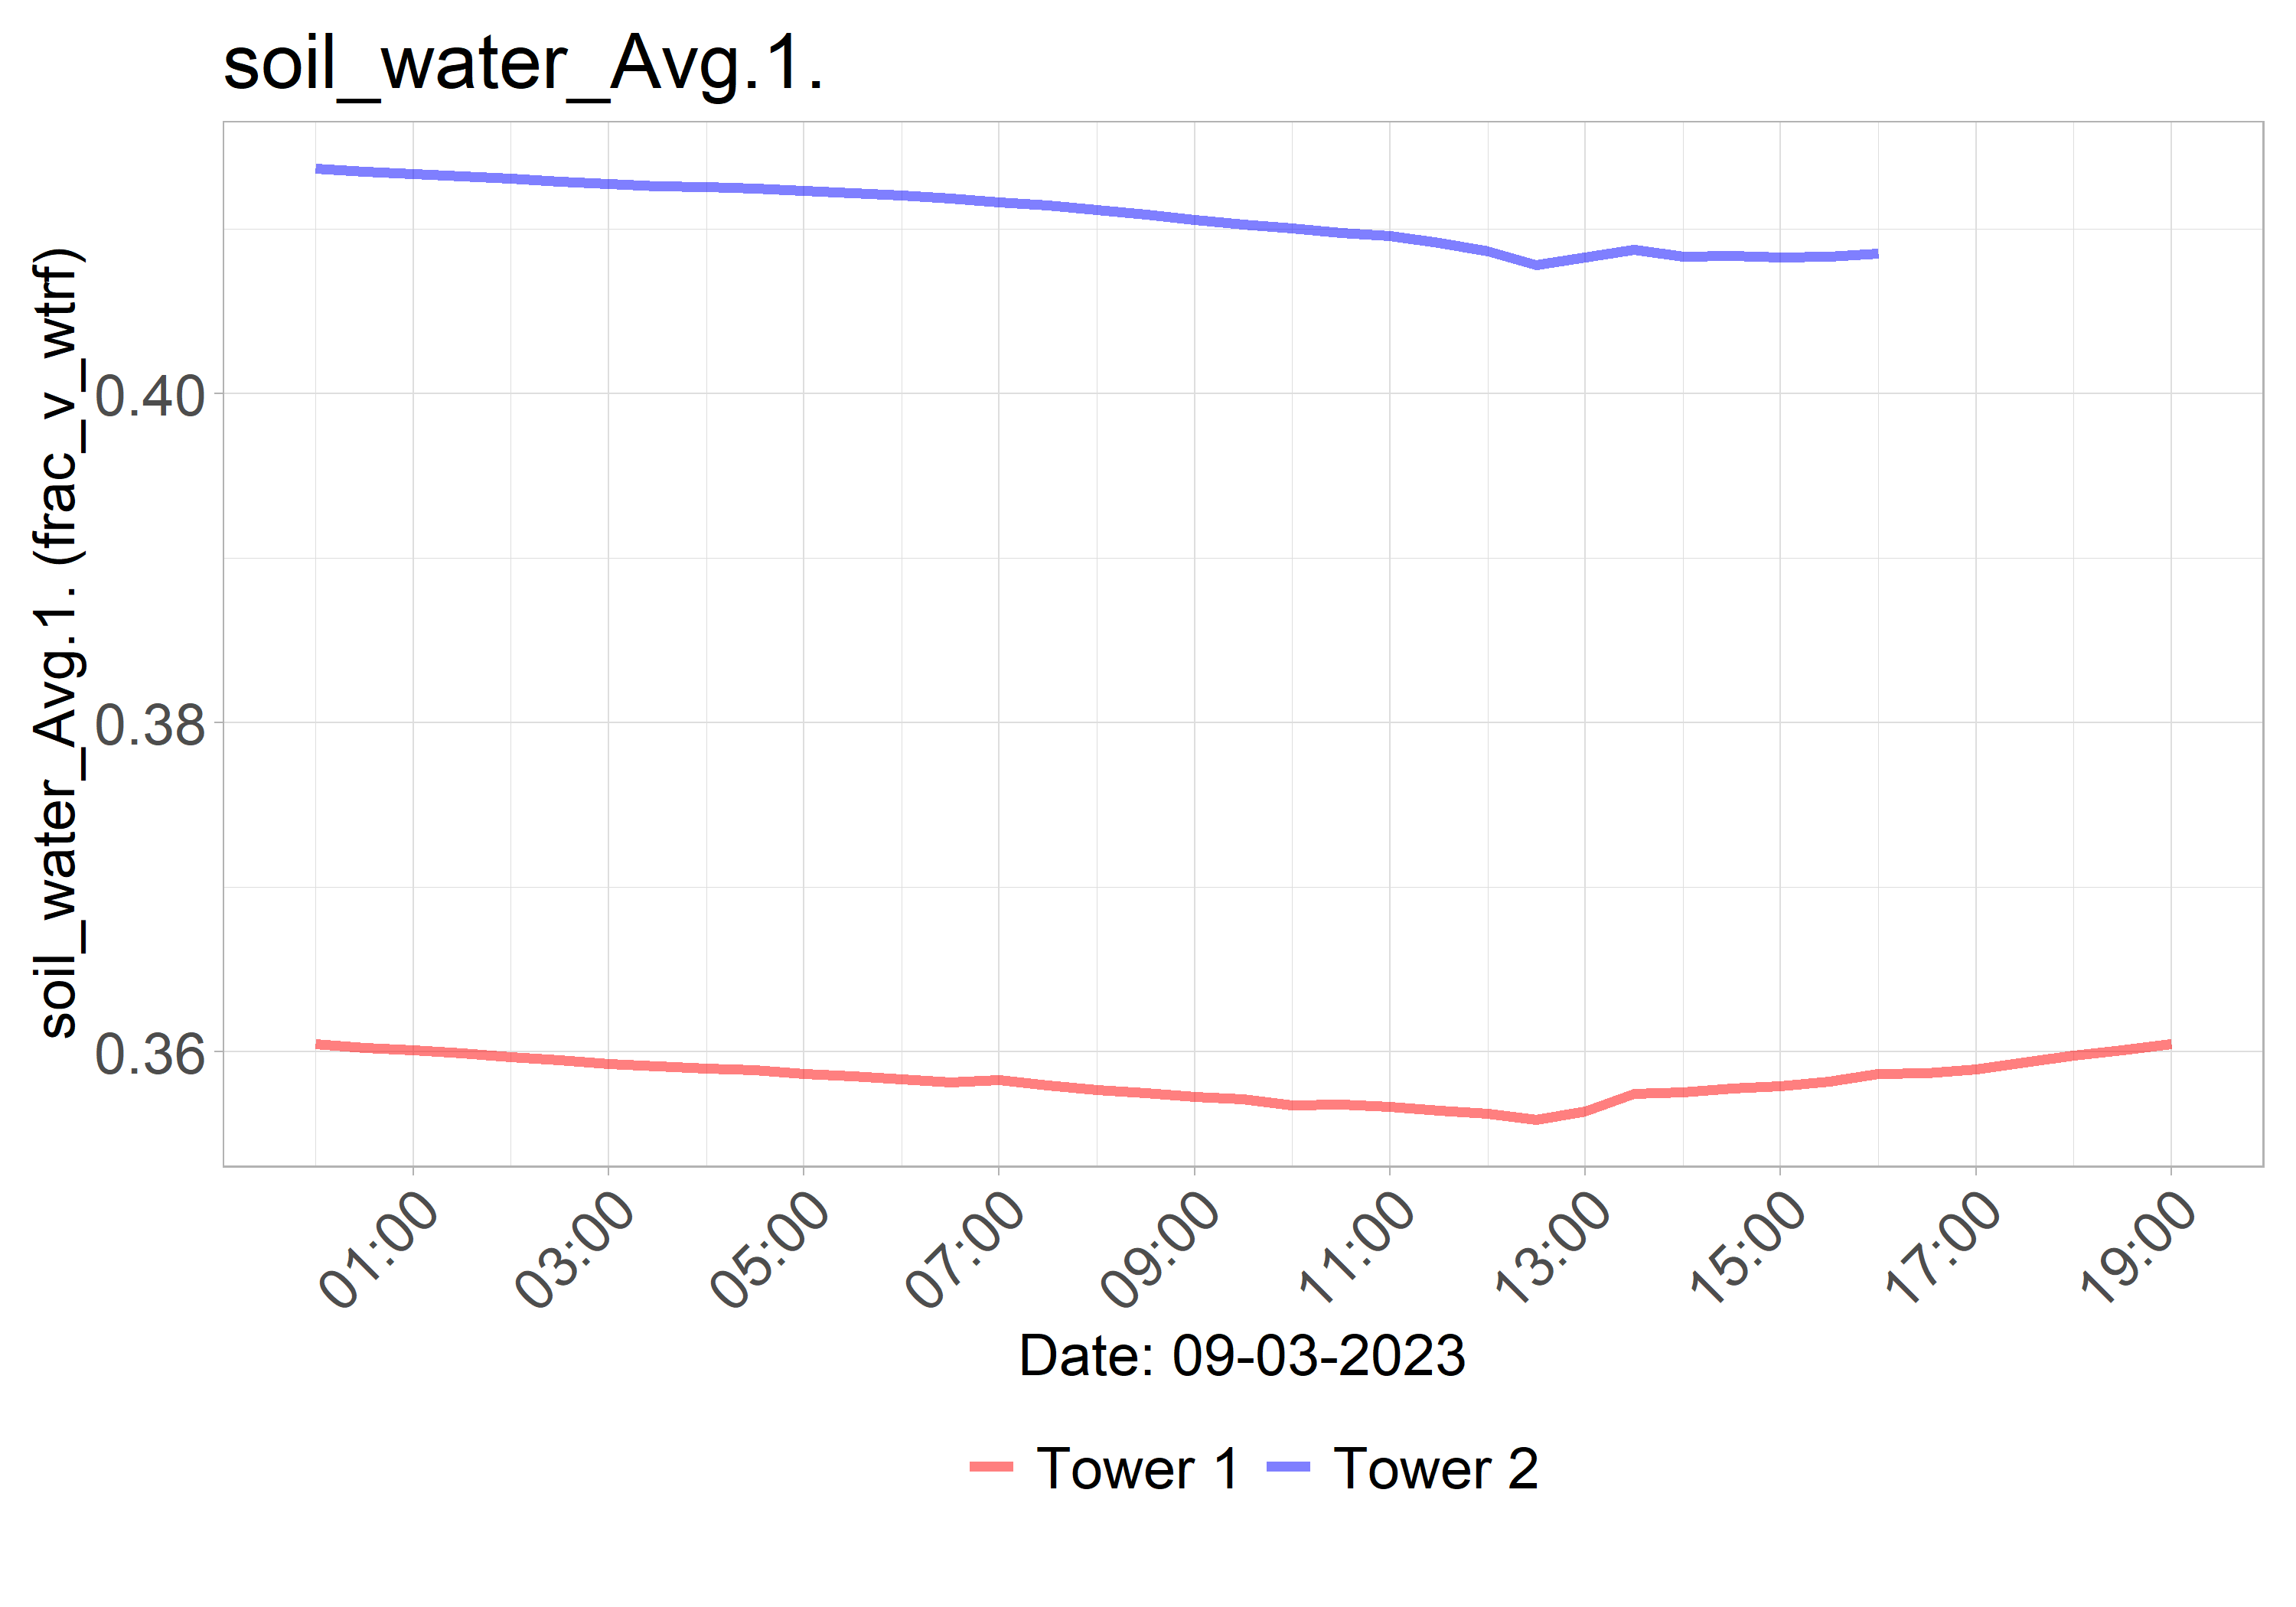 soil_water_Avg.1.
soil_water_Avg.1. (frac_v_wtrf)
0.40
0.38
0.36
01:00
03:00
05:00
07:00
09:00
11:00
13:00
15:00
17:00
19:00
Date: 09-03-2023
Tower 1
Tower 2